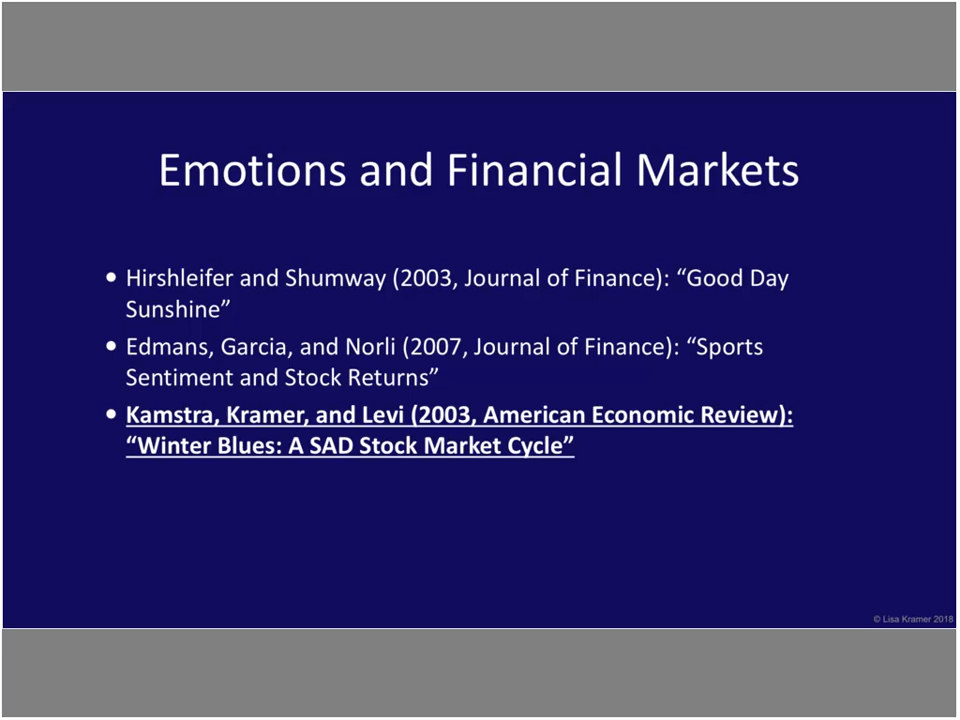 Emotions and Financial Markets
• Hirshleifer and Shumway (2003, Journal of Finance): “Good Day
Sunshine”
• Edmans, Garcia, and Norli (2007, Journal of Finance): “Sports
Sentiment and Stock Returns”
• Kamstra, Kramer, and Levi (2003, American Economic Review):
“Winter Blues: A SAD Stock Market Cycle”
© Lisa Kramer 2018